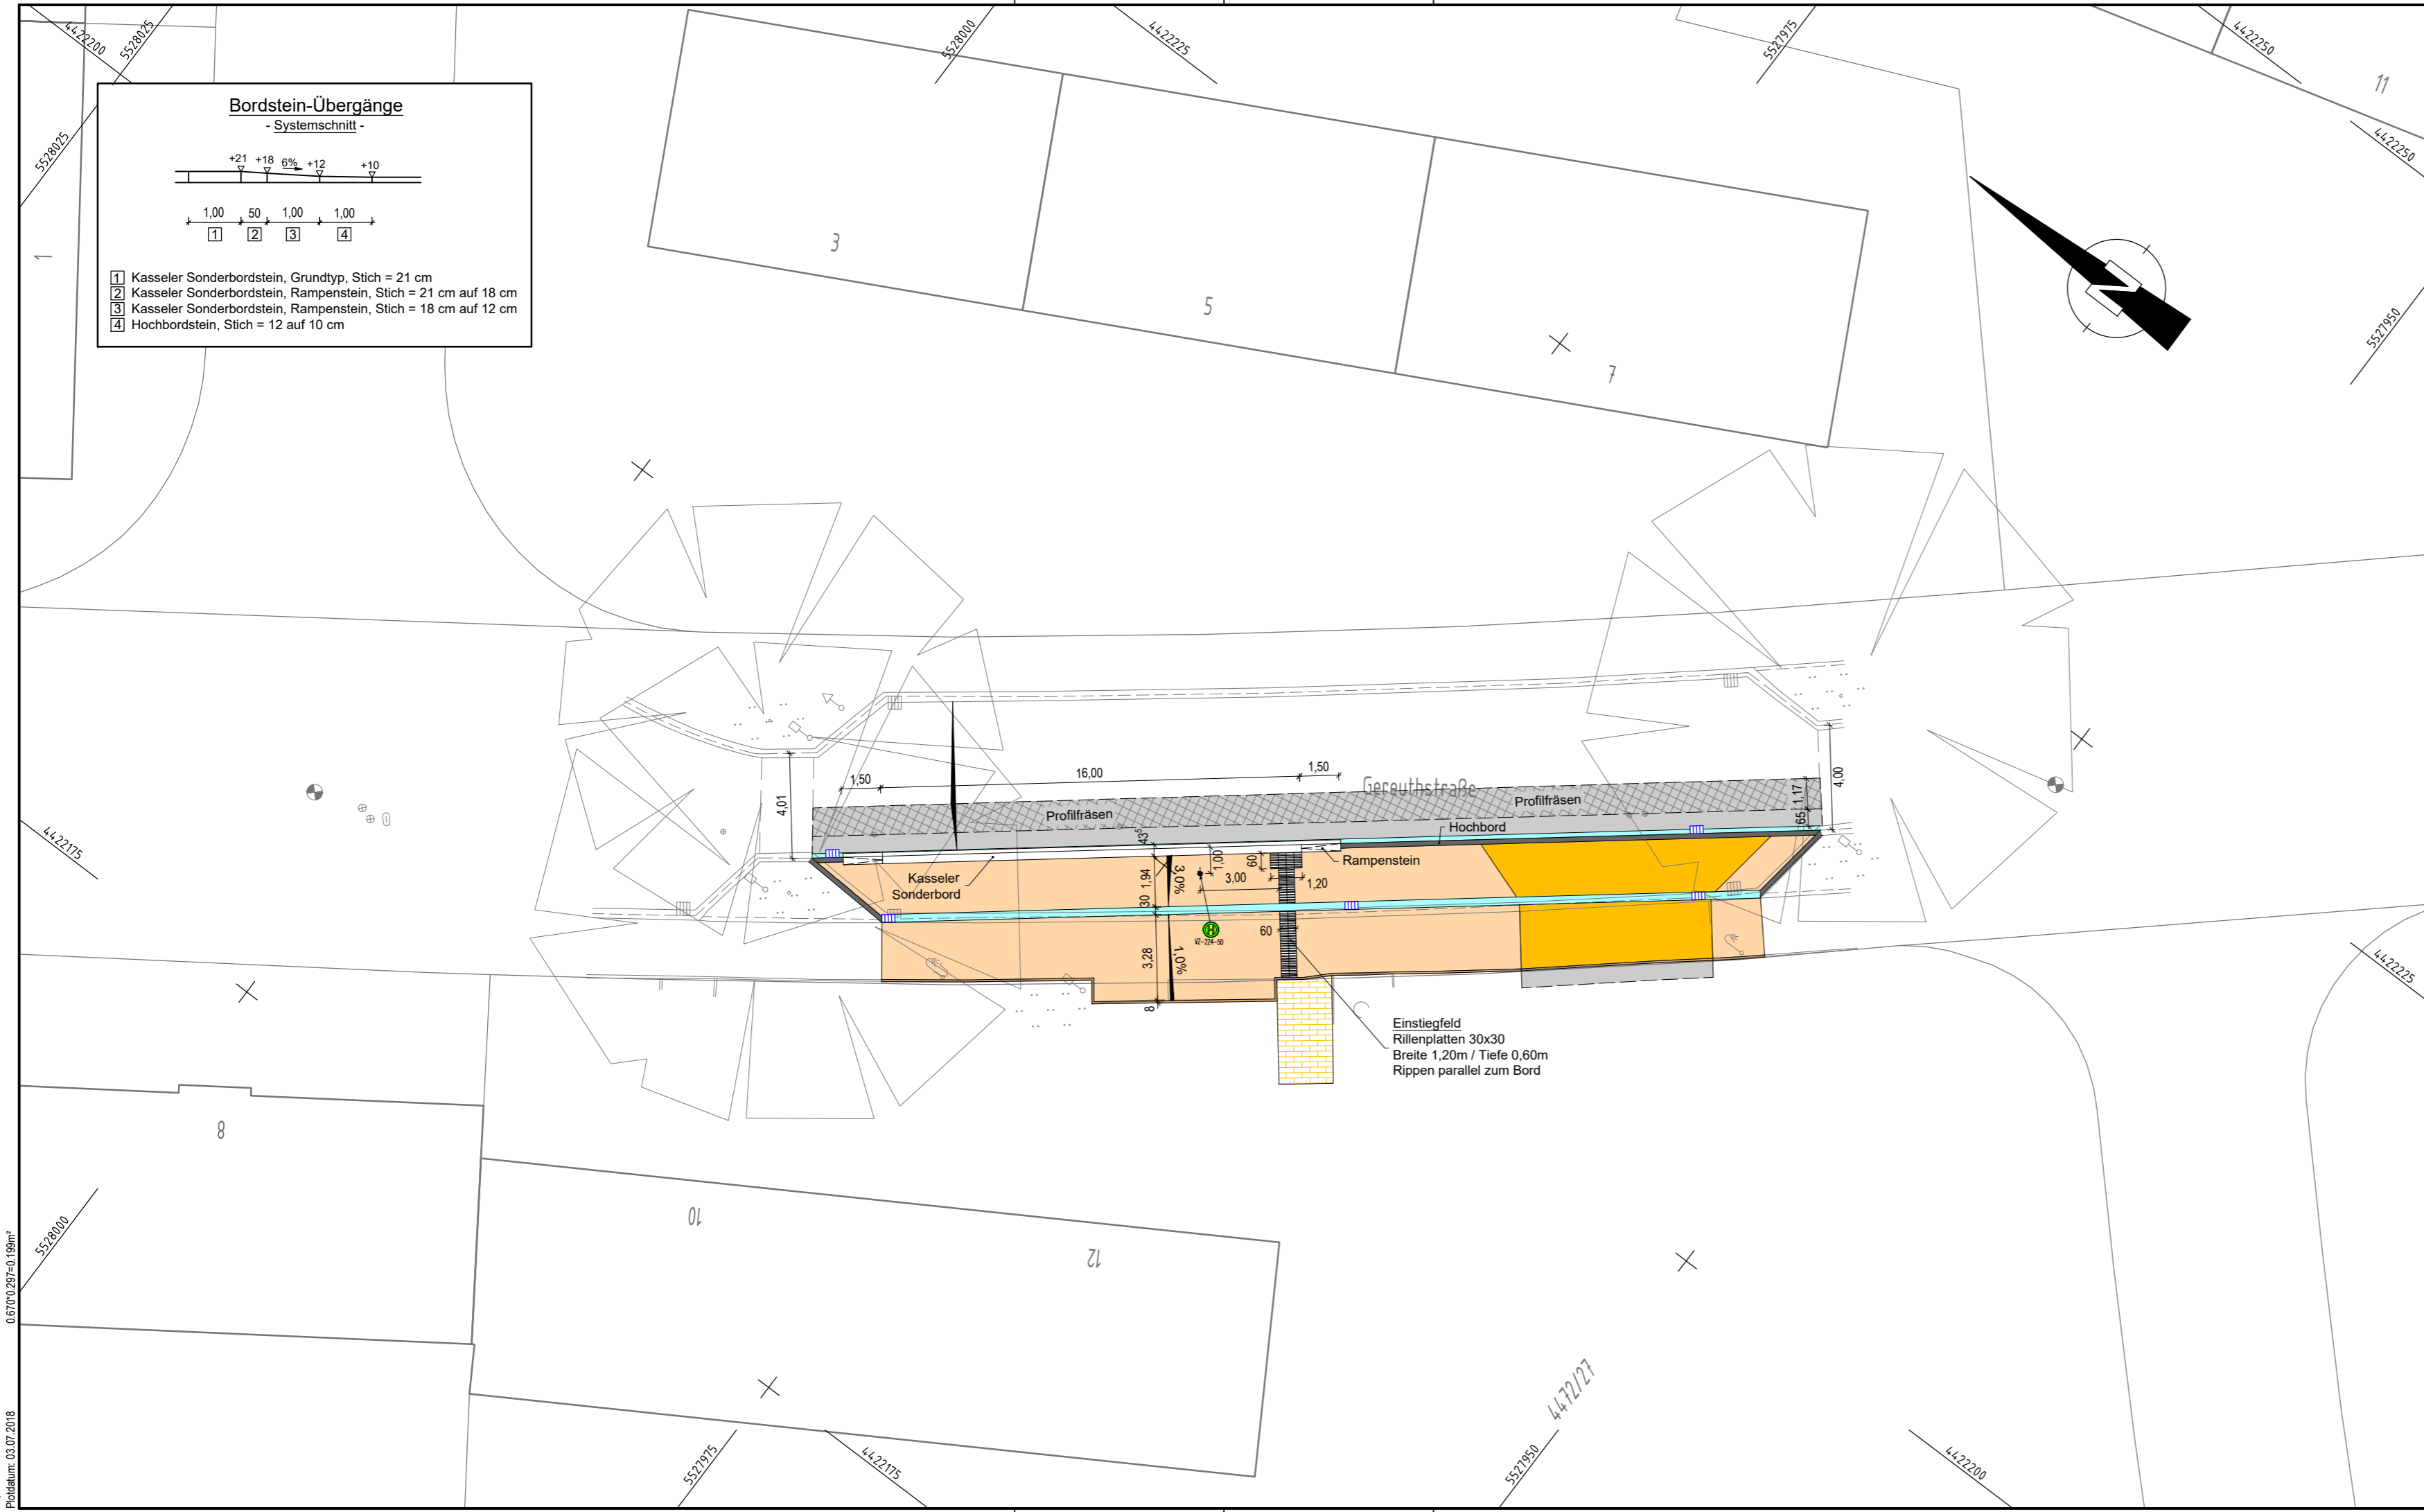 4422200
5528025
5528000
4422225
5527975
4422250
11
5528025
4422250
5527950
1
Bordstein-Übergänge
- Systemschnitt -
+21 +18 6% +12 +10
1,00 50 1,00 1,00
1 2 3 4
1 Kasseler Sonderbordstein, Grundtyp, Stich = 21 cm
2 Kasseler Sonderbordstein, Rampenstein, Stich = 21 cm auf 18 cm
3 Kasseler Sonderbordstein, Rampenstein, Stich = 18 cm auf 12 cm
4 Hochbordstein, Stich = 12 auf 10 cm
3
5
7
N
1,50
16,00
1,50
Gereuthstraße
4,01
4,00
Profilfräsen
Profilfräsen
1,17
65
43⁵
Hochbord
Rampenstein
1,00
60
Kasseler
Sonderbord
1,94
3.0%
3,00
1,20
30
H
VZ-224-50
60
3,28
1.0%
8
Einstiegfeld
Rillenplatten 30x30
Breite 1,20m / Tiefe 0,60m
Rippen parallel zum Bord
4422175
4422225
8
10
12
5528000
4472/27
5527975
4422175
5527950
4422200
0.670*0.297=0.199m²
Plotdatum: 03.07.2018